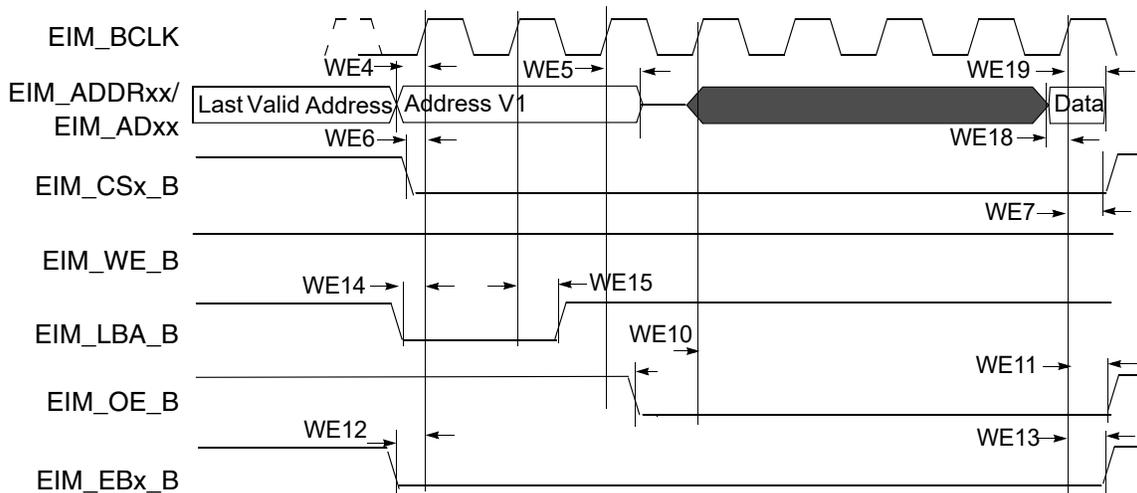 EIM_BCLK
WE4
WE5
WE19
EIM_ADDRxx/
EIM_ADxx
Last Valid Address
Address V1
Data
WE6
WE18
EIM_CSx_B
WE7
EIM_WE_B
WE14
WE15
EIM_LBA_B
WE10
WE11
EIM_OE_B
WE12
WE13
EIM_EBx_B